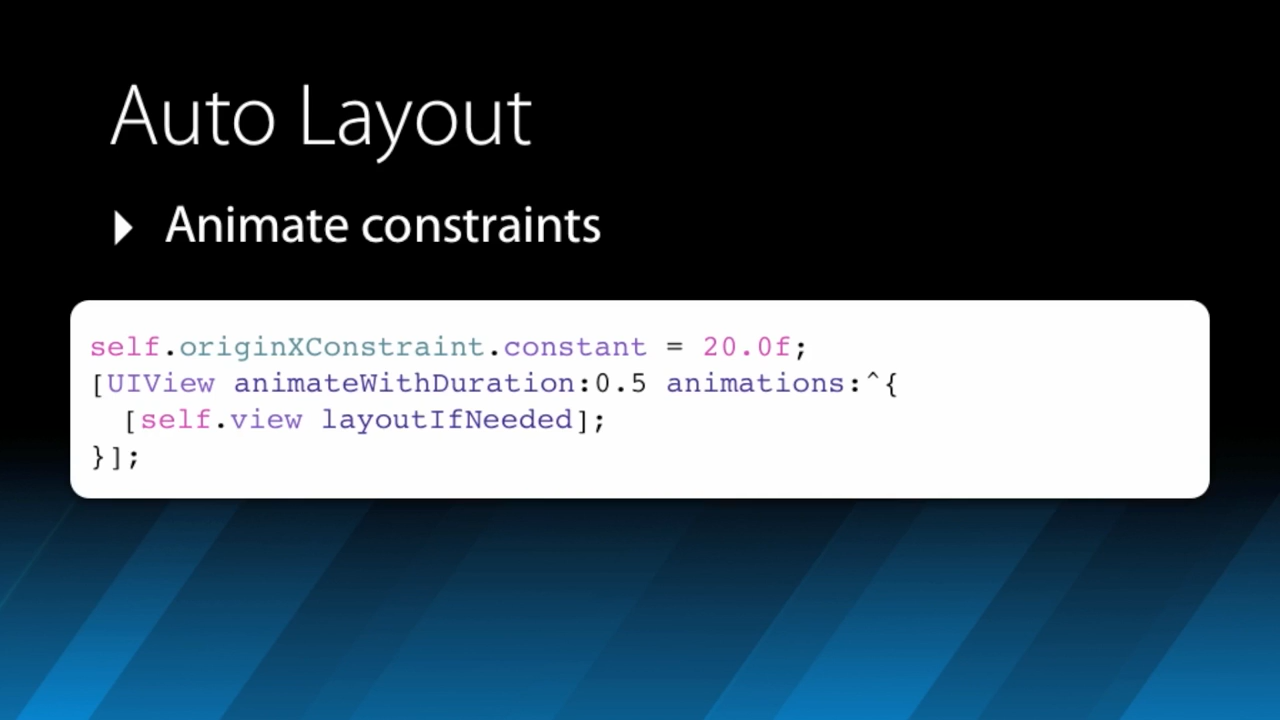 Auto Layout
Animate constraints
self.originXConstraint.constant = 20.0f;
[UIView animateWithDuration:0.5 animations:^{
  [self.view layoutIfNeeded];
}];